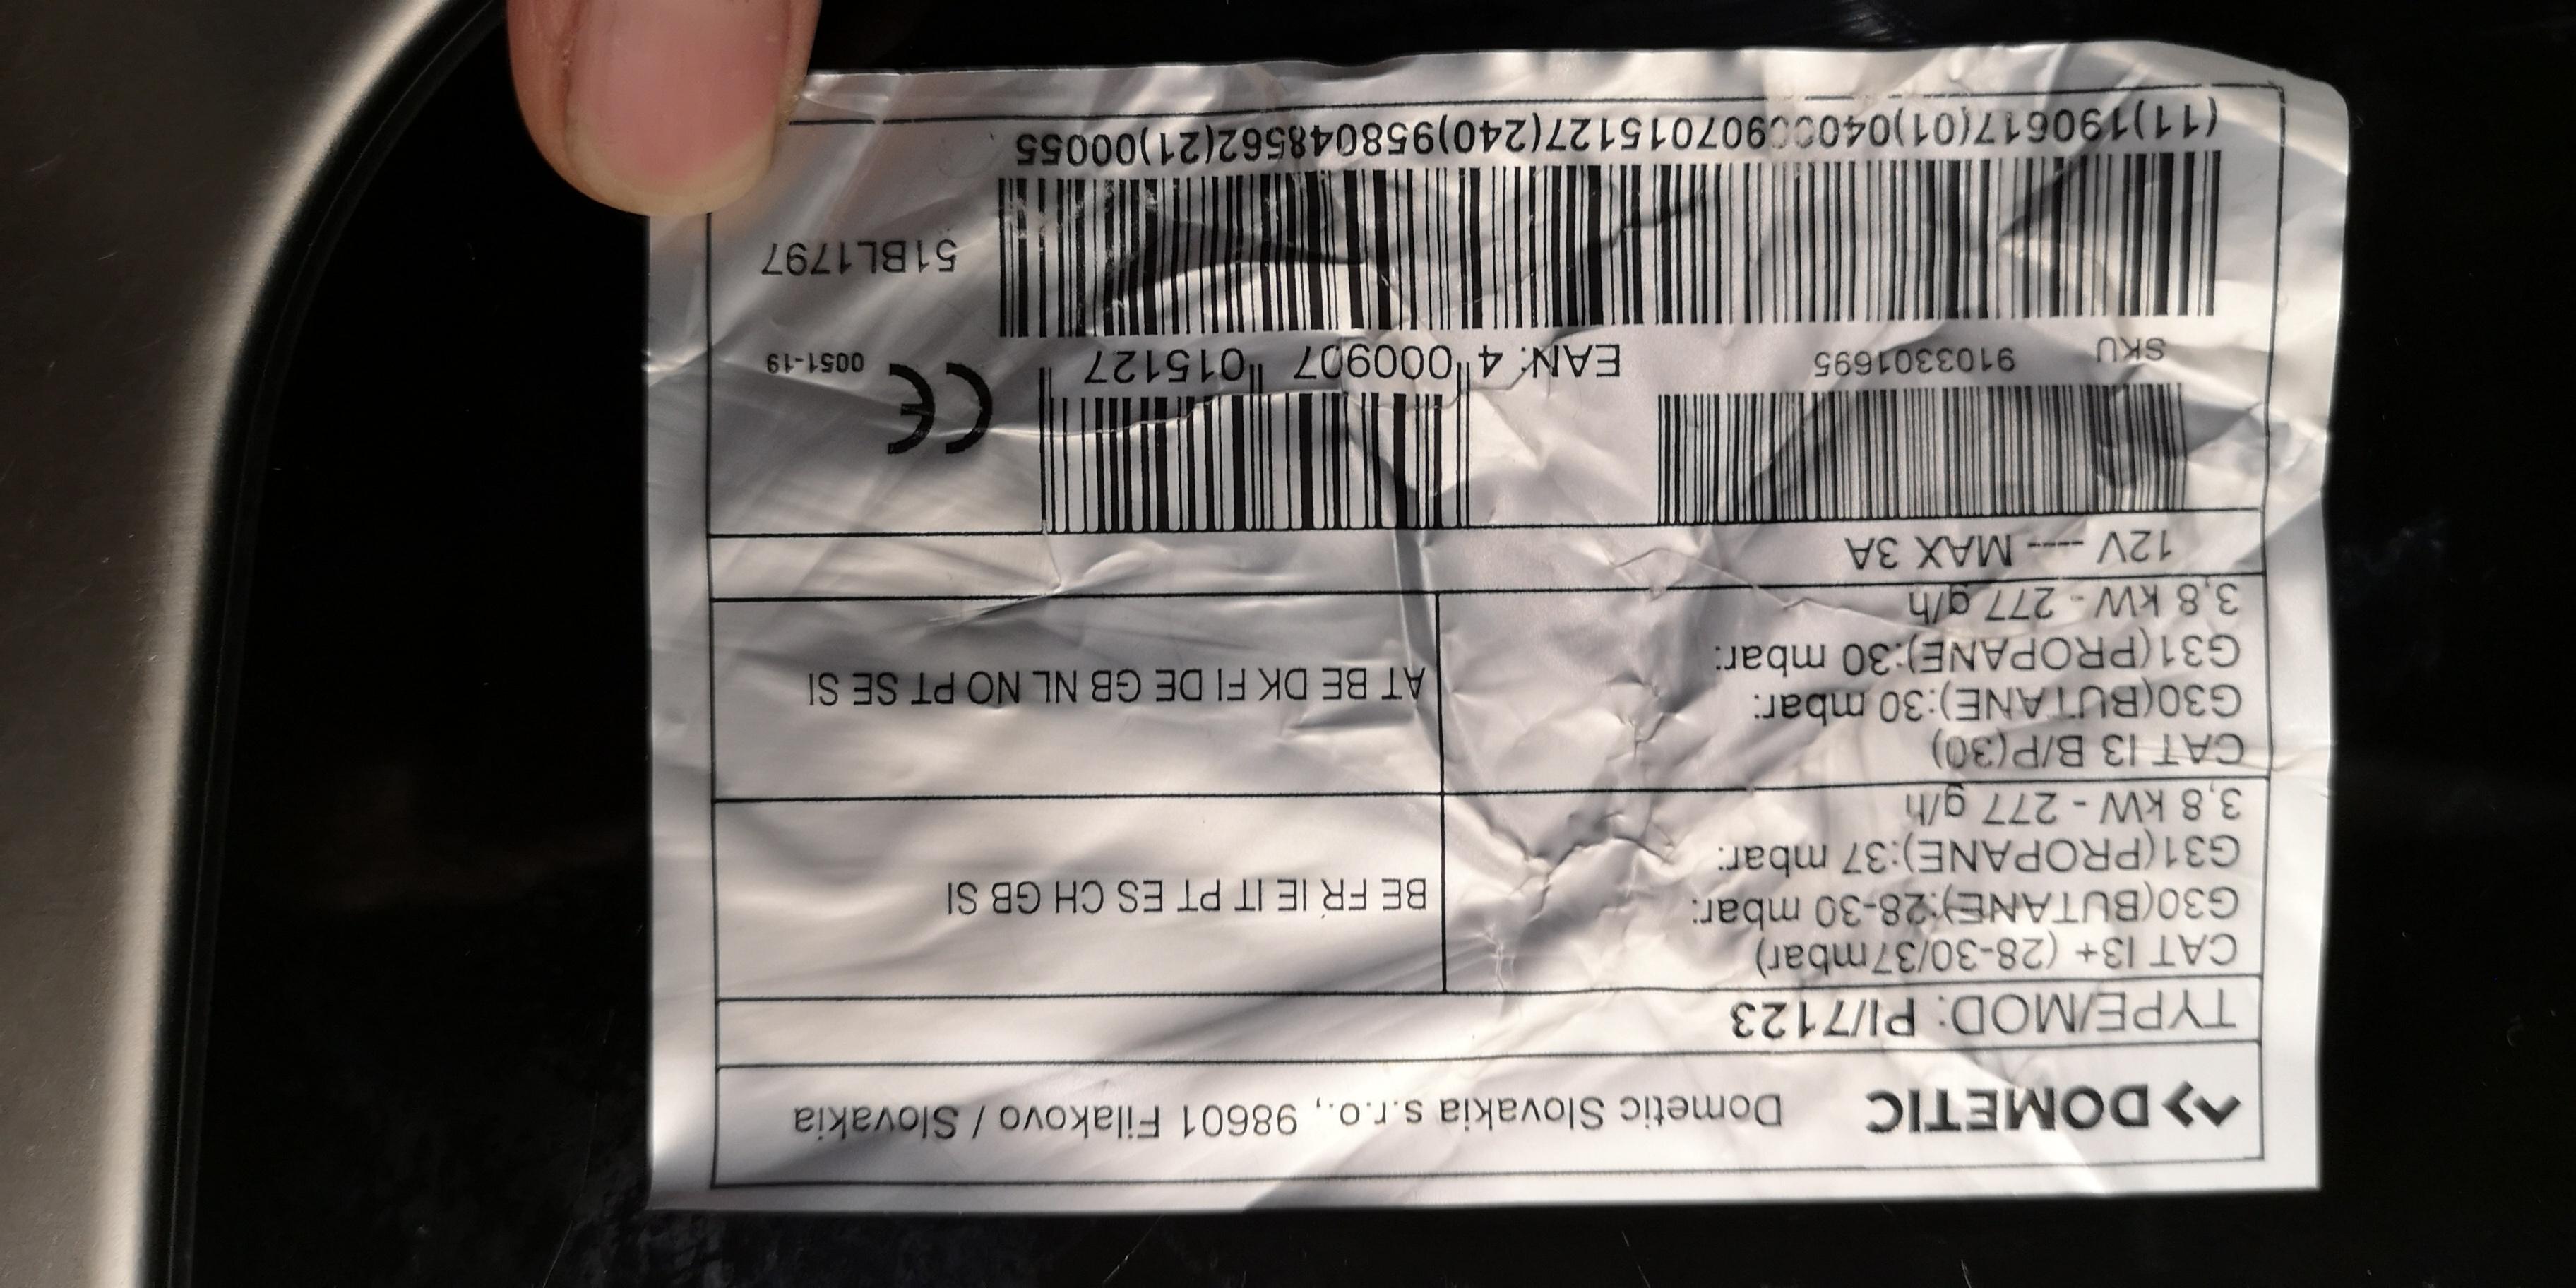 DOMETIC Dometic Slovakia s.r.o., 98601 Filakovo / Slovakia
TYPE/MOD: PI/7123
CAT I3+ (28-30/37mbar)
G30(BUTANE):28-30 mbar:
G31(PROPANE):37 mbar:
3,8 kW - 277 g/h
BE FR IE IT PT ES CH GB SI
CAT I3 B/P(30)
G30(BUTANE):30 mbar:
G31(PROPANE):30 mbar:
3,8 kW - 277 g/h
AT BE DK FI DE GB NL NO PT SE SI
12V ---- MAX 3A
SKU 9103301695
EAN: 4 000907 015127
CE 0051-19
51BL1797
(11)190617(01)04000907015127(240)958048562(21)00055